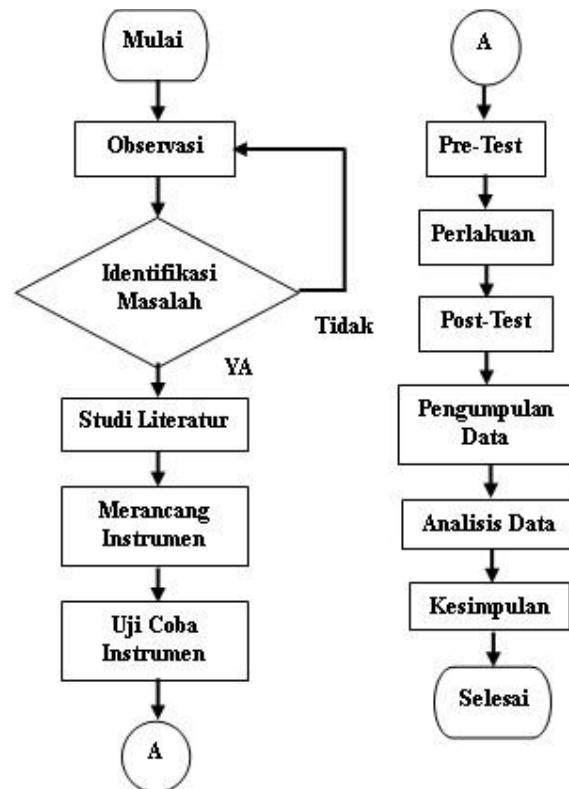 Mulai
Observasi
Identifikasi
Masalah
Tidak
YA
Studi Literatur
Merancang
Instrumen
Uji Coba
Instrumen
A
A
Pre-Test
Perlakuan
Post-Test
Pengumpulan
Data
Analisis Data
Kesimpulan
Selesai